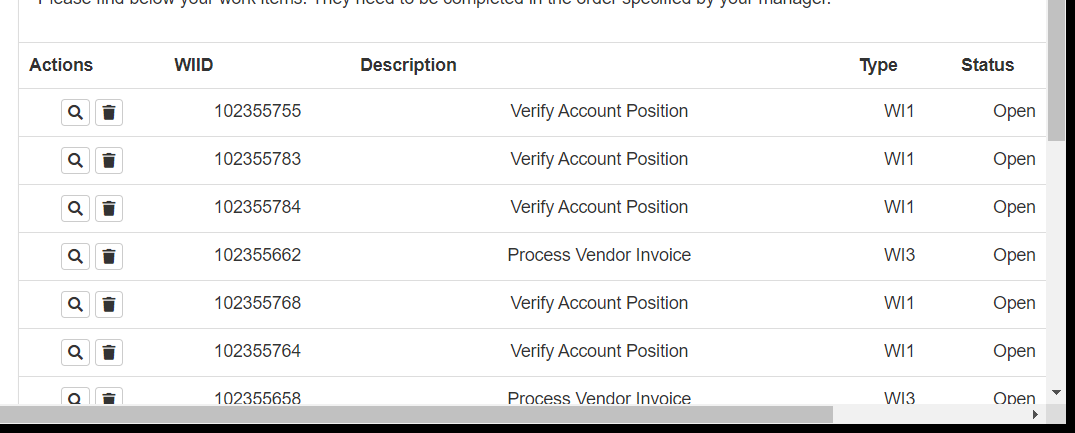 Please find below your work items. They need to be completed in the order specified by your manager.
Actions WIID Description Type Status
102355755 Verify Account Position WI1 Open
102355783 Verify Account Position WI1 Open
102355784 Verify Account Position WI1 Open
102355662 Process Vendor Invoice WI3 Open
102355768 Verify Account Position WI1 Open
102355764 Verify Account Position WI1 Open
102355658 Process Vendor Invoice WI3 Open